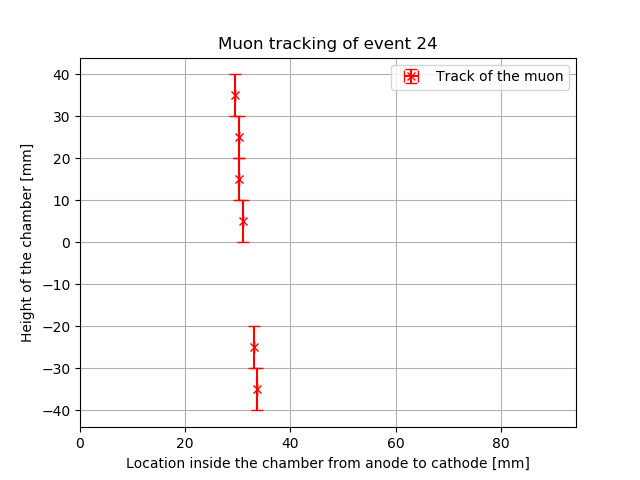 Muon tracking of event 24
Track of the muon
Height of the chamber [mm]
40
30
20
10
0
−10
−20
−30
−40
0 20 40 60 80
Location inside the chamber from anode to cathode [mm]